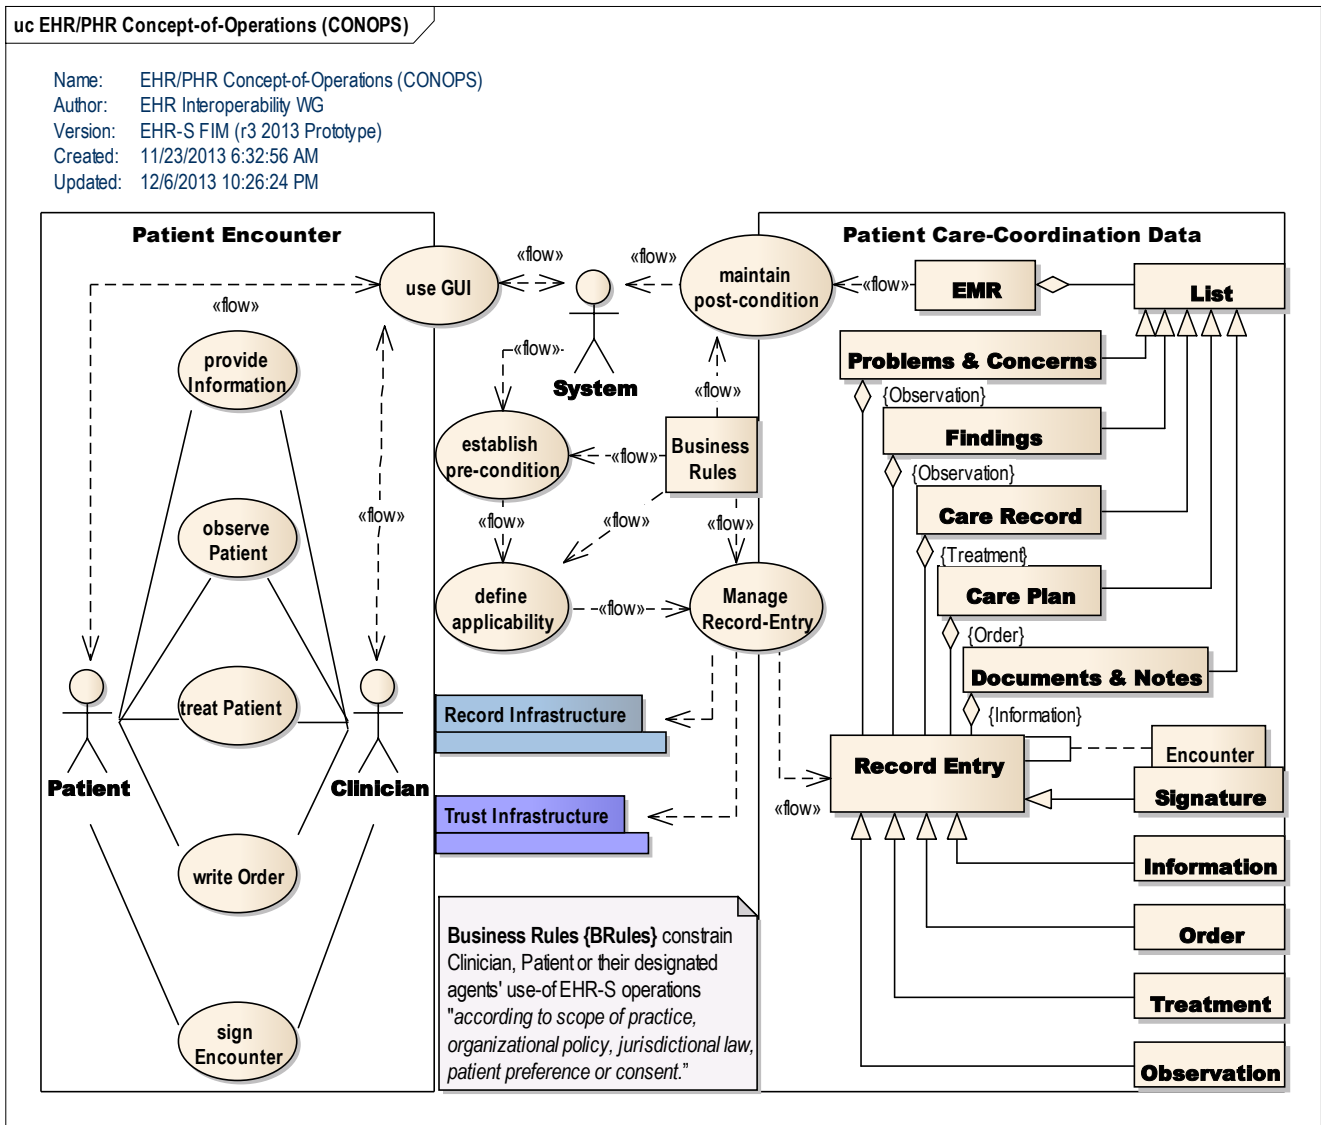 uc EHR/PHR Concept-of-Operations (CONOPS)
Name: EHR/PHR Concept-of-Operations (CONOPS)
Author: EHR Interoperability WG
Version: EHR-S FIM (r3 2013 Prototype)
Created: 11/23/2013 6:32:56 AM
Updated: 12/6/2013 10:26:24 PM
Patient Encounter
use GUI
«flow»
«flow»
provide
Information
observe
Patient
«flow»
treat Patient
Patient
Clinician
write Order
sign
Encounter
«flow»
System
«flow»
establish
pre-condition
«flow»
Business
Rules
«flow»
«flow»
«flow»
«flow»
define
applicability
«flow»
Manage
Record-Entry
Record Infrastructure
Trust Infrastructure
«flow»
Business Rules {BRules} constrain
Clinician, Patient or their designated
agents' use-of EHR-S operations
"according to scope of practice,
organizational policy, jurisdictional law,
patient preference or consent.”
Patient Care-Coordination Data
maintain
post-condition
«flow»
EMR
List
Problems & Concerns
{Observation}
Findings
{Observation}
Care Record
{Treatment}
Care Plan
{Order}
Documents & Notes
{Information}
Record Entry
Encounter
Signature
Information
Order
Treatment
Observation